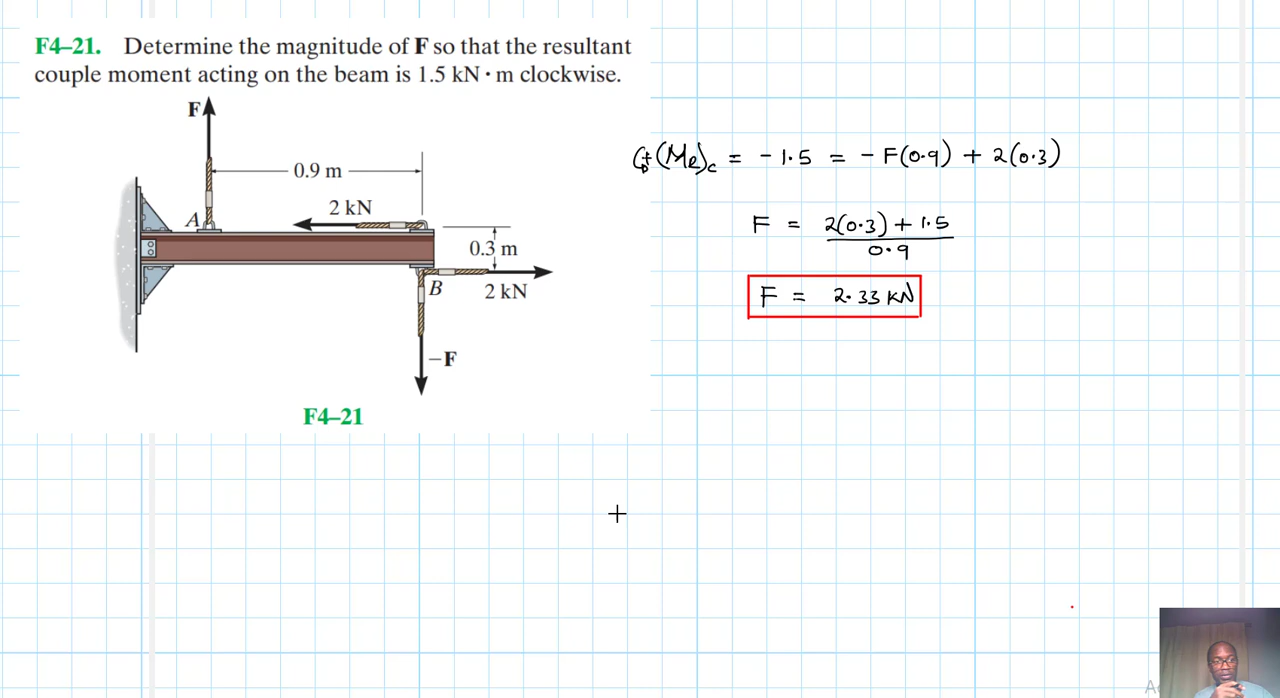 F4–21. Determine the magnitude of F so that the resultant
couple moment acting on the beam is 1.5 kN · m clockwise.
F
0.9 m
2 kN
A
0.3 m
B
2 kN
–F
F4–21
+ (Me)c = - 1.5 = - F(0.9) + 2(0.3)
F = 2(0.3) + 1.5
0.9
F = 2.33 kN